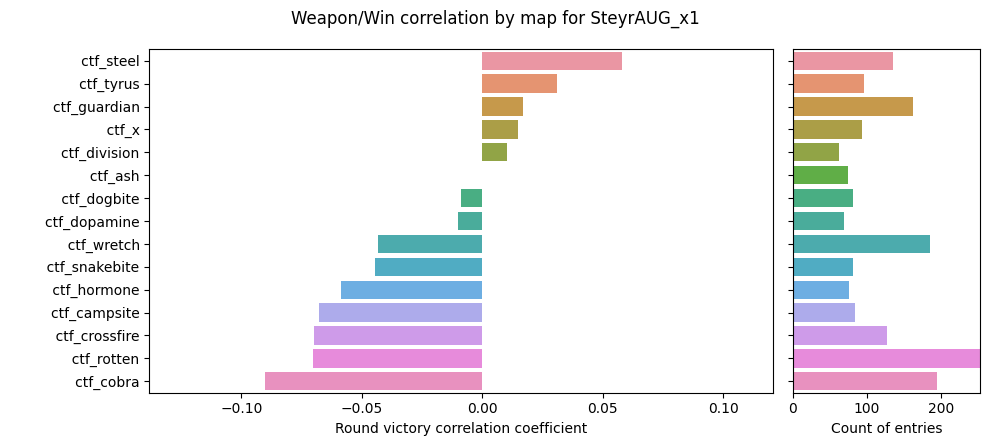 Weapon/Win correlation by map for SteyrAUG_x1
ctf_steel
ctf_tyrus
ctf_guardian
ctf_x
ctf_division
ctf_ash
ctf_dogbite
ctf_dopamine
ctf_wretch
ctf_snakebite
ctf_hormone
ctf_campsite
ctf_crossfire
ctf_rotten
ctf_cobra
−0.10 −0.05 0.00 0.05 0.10 0 100 200
Round victory correlation coefficient Count of entries